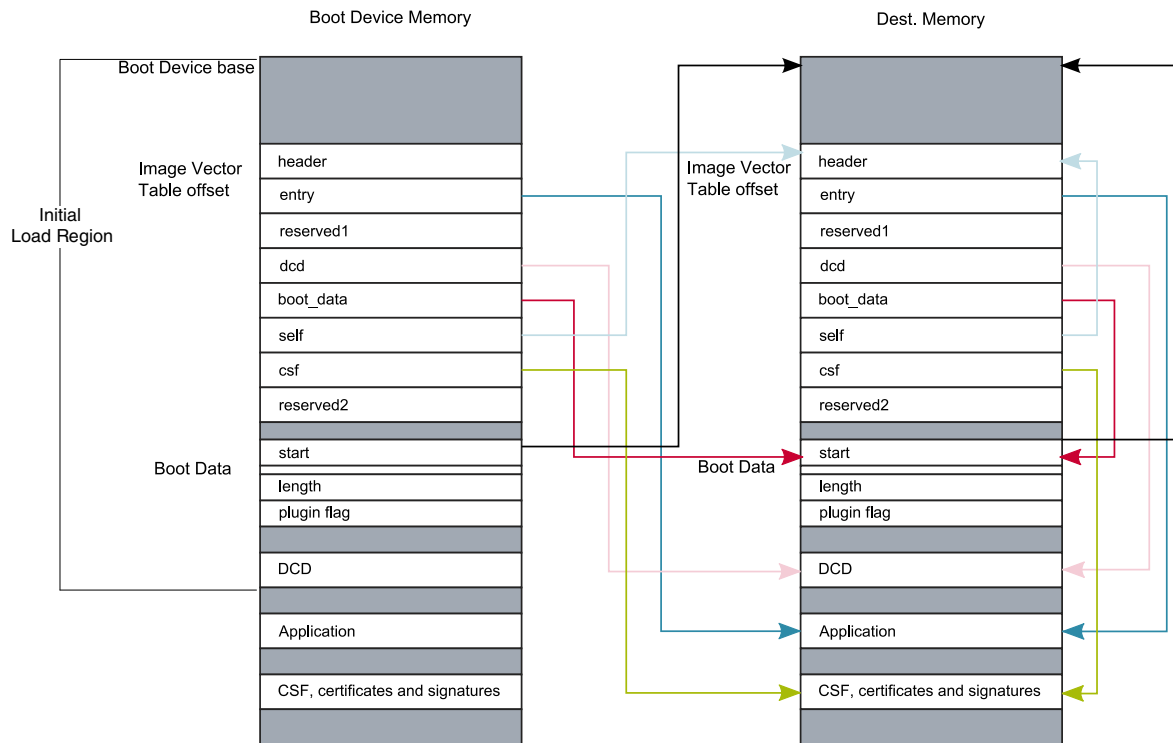 Boot Device Memory
Dest. Memory
Boot Device base
Image Vector
Table offset
Initial
Load Region
header
entry
reserved1
dcd
boot_data
self
csf
reserved2
Boot Data
start
length
plugin flag
DCD
Application
CSF, certificates and signatures
Image Vector
Table offset
header
entry
reserved1
dcd
boot_data
self
csf
reserved2
Boot Data
start
length
plugin flag
DCD
Application
CSF, certificates and signatures